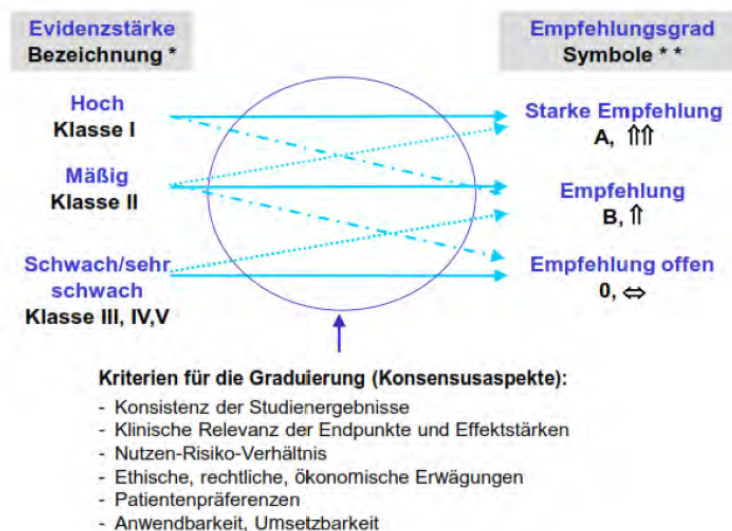 Evidenzstärke
Bezeichnung *
Empfehlungsgrad
Symbole * *
Hoch
Klasse I
Starke Empfehlung
A, ⇑⇑
Mäßig
Klasse II
Empfehlung
B, ⇑
Schwach/sehr
schwach
Klasse III, IV,V
Empfehlung offen
0, ⇔
Kriterien für die Graduierung (Konsensusaspekte):
- Konsistenz der Studienergebnisse
- Klinische Relevanz der Endpunkte und Effektstärken
- Nutzen-Risiko-Verhältnis
- Ethische, rechtliche, ökonomische Erwägungen
- Patientenpräferenzen
- Anwendbarkeit, Umsetzbarkeit